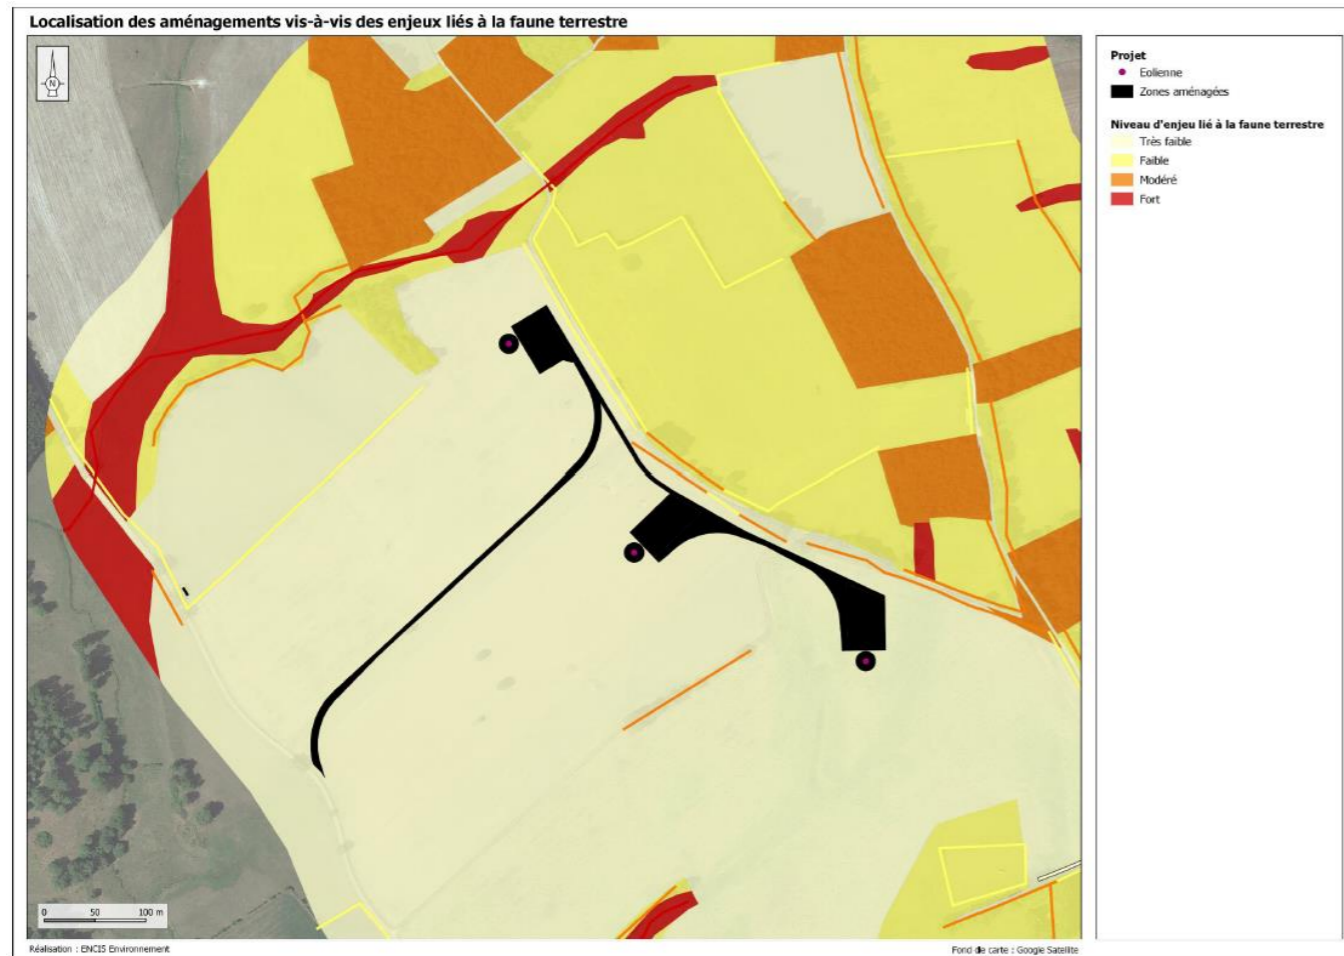 Localisation des aménagements vis-à-vis des enjeux liés à la faune terrestre
N
Projet
Eolienne
Zones aménagées
Niveau d'enjeu lié à la faune terrestre
Très faible
Faible
Modéré
Fort
0 50 100 m
Réalisation : ENCIS Environnement
Fond de carte : Google Satellite